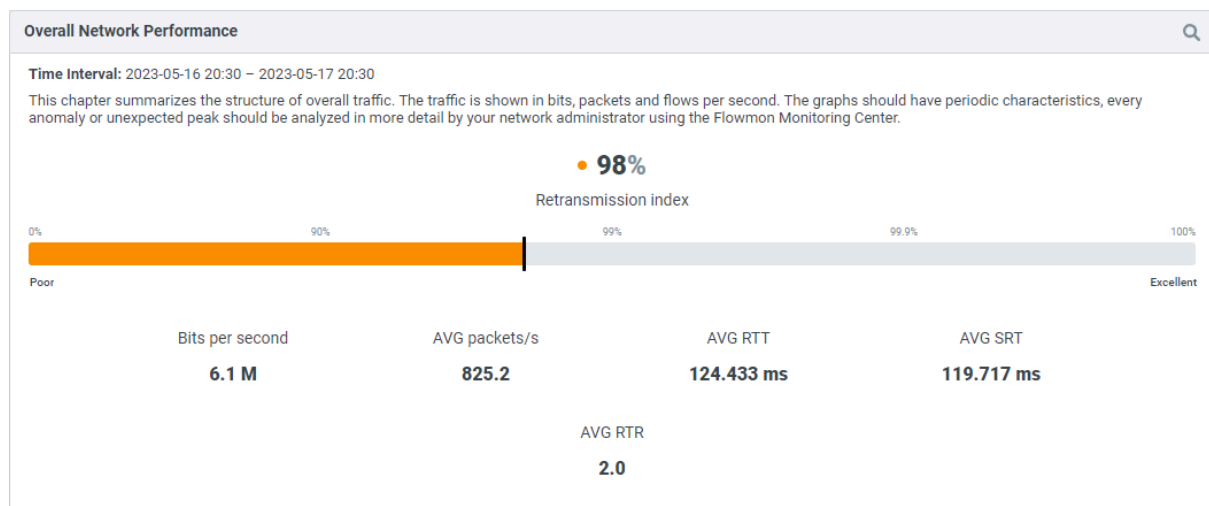 Overall Network Performance
Time Interval: 2023-05-16 20:30 – 2023-05-17 20:30
This chapter summarizes the structure of overall traffic. The traffic is shown in bits, packets and flows per second. The graphs should have periodic characteristics, every
anomaly or unexpected peak should be analyzed in more detail by your network administrator using the Flowmon Monitoring Center.
98%
Retransmission index
0% 90% 99% 99.9% 100%
Poor Excellent
Bits per second AVG packets/s AVG RTT AVG SRT
6.1 M 825.2 124.433 ms 119.717 ms
AVG RTR
2.0